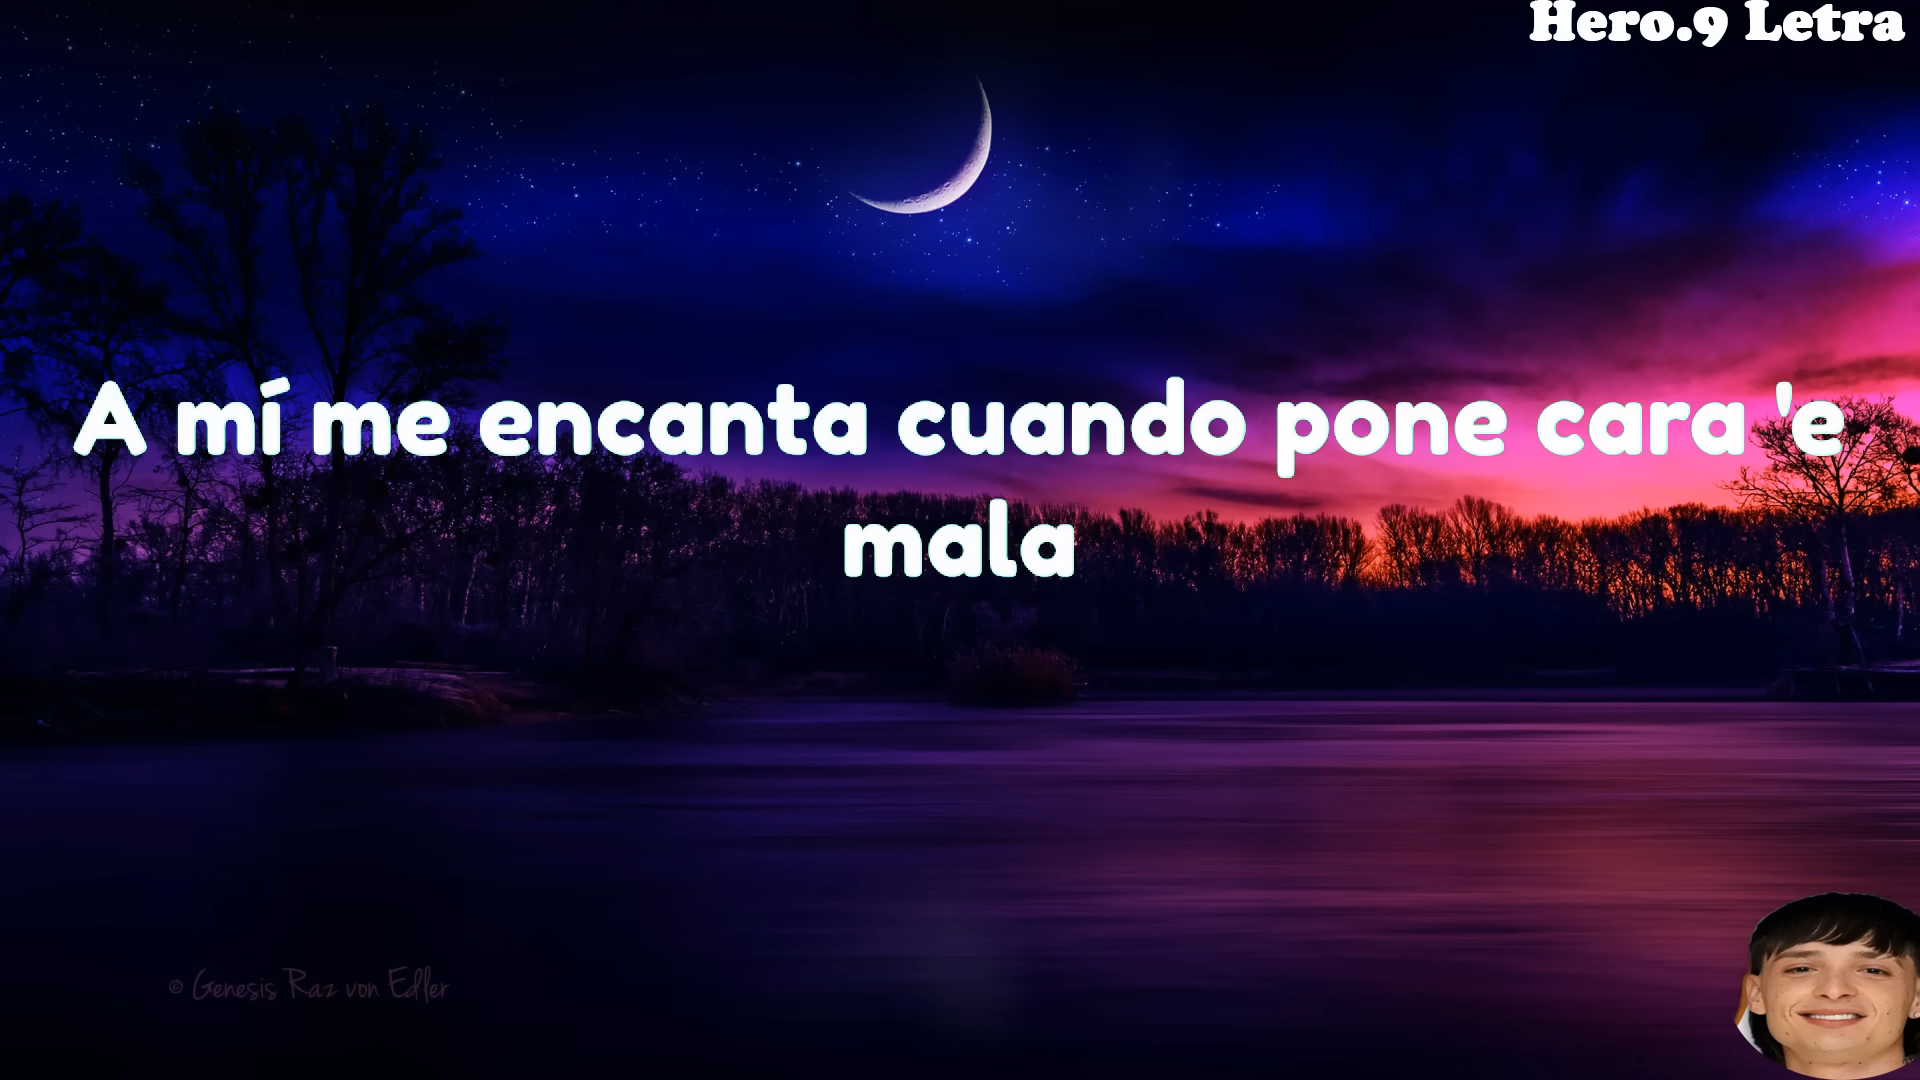 Hero.9 Letra
A mí me encanta cuando pone cara 'e
mala
© Genesis Raz von Edler